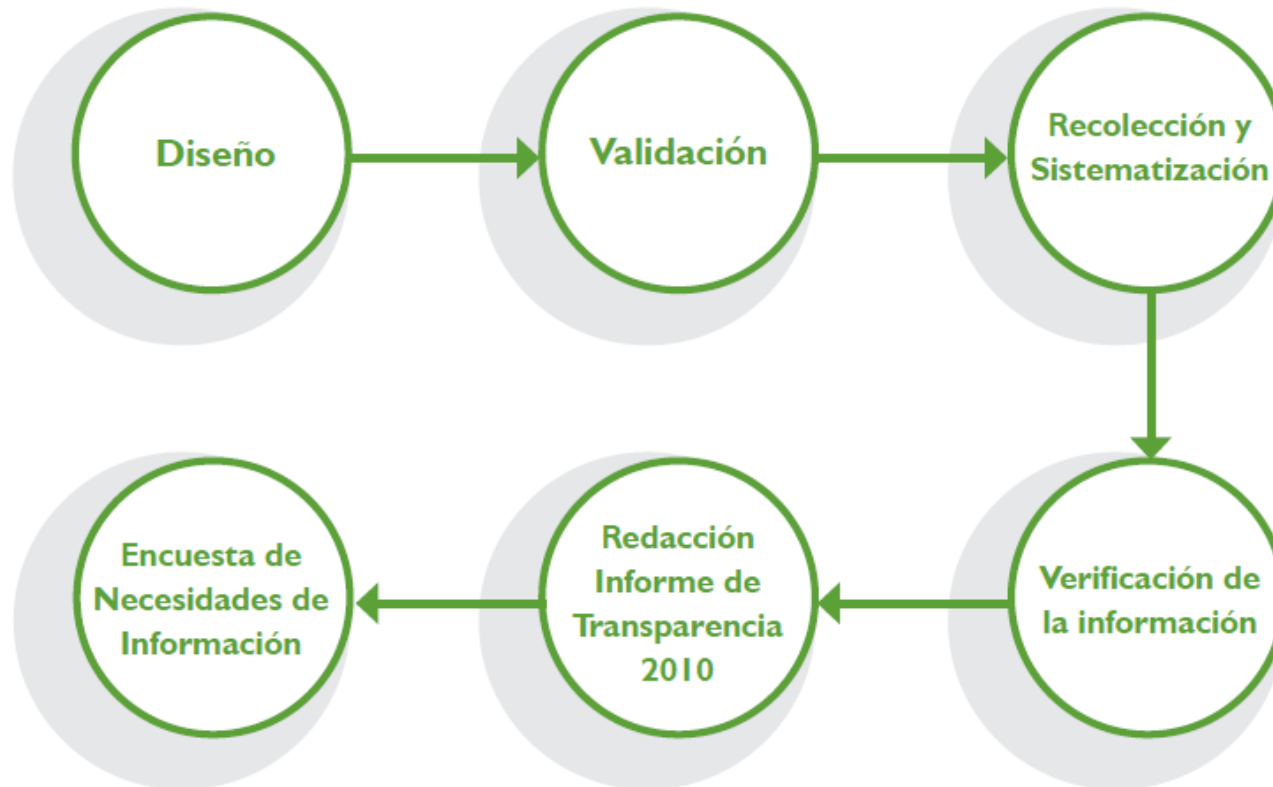 Diseño
Validación
Recolección y
Sistematización
Verificación de
la información
Redacción
Informe de
Transparencia
2010
Encuesta de
Necesidades de
Información